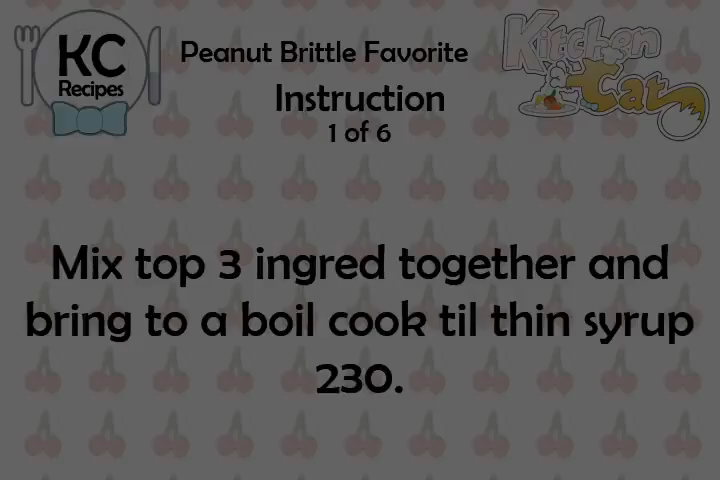 KC
Recipes
Peanut Brittle Favorite
Instruction
1 of 6
Kitchen
Cat
Mix top 3 ingred together and
bring to a boil cook til thin syrup
230.